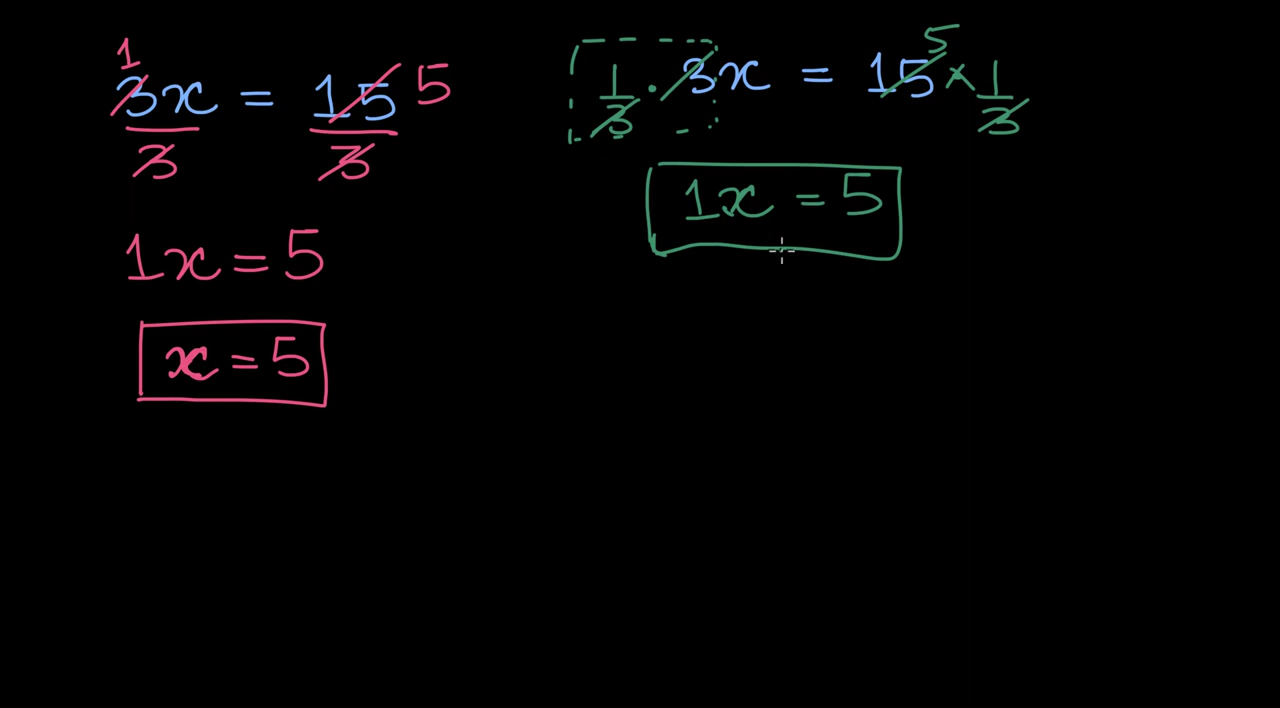 1
3x = 15 5
3 3
1x = 5
x = 5
5
1/3 · 3x = 15 × 1/3
1x = 5